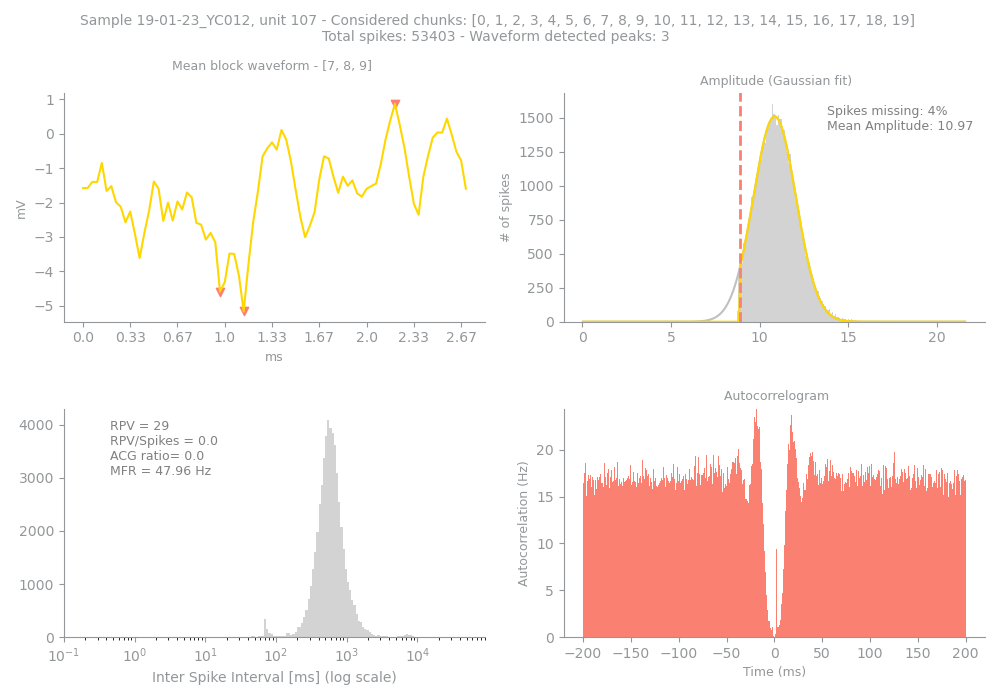 Sample 19-01-23_YC012, unit 107 - Considered chunks: [0, 1, 2, 3, 4, 5, 6, 7, 8, 9, 10, 11, 12, 13, 14, 15, 16, 17, 18, 19]
Total spikes: 53403 - Waveform detected peaks: 3
Mean block waveform - [7, 8, 9]
1
0
−1
−2
−3
−4
−5
mV
0.0 0.33 0.67 1.0 1.33 1.67 2.0 2.33 2.67
ms
Amplitude (Gaussian fit)
Spikes missing: 4%
Mean Amplitude: 10.97
1500
1250
1000
750
500
250
0
# of spikes
0 5 10 15 20
RPV = 29
RPV/Spikes = 0.0
ACG ratio= 0.0
MFR = 47.96 Hz
4000
3000
2000
1000
0
10⁻¹ 10⁰ 10¹ 10² 10³ 10⁴
Inter Spike Interval [ms] (log scale)
Autocorrelogram
20
15
10
5
0
Autocorrelation (Hz)
−200 −150 −100 −50 0 50 100 150 200
Time (ms)